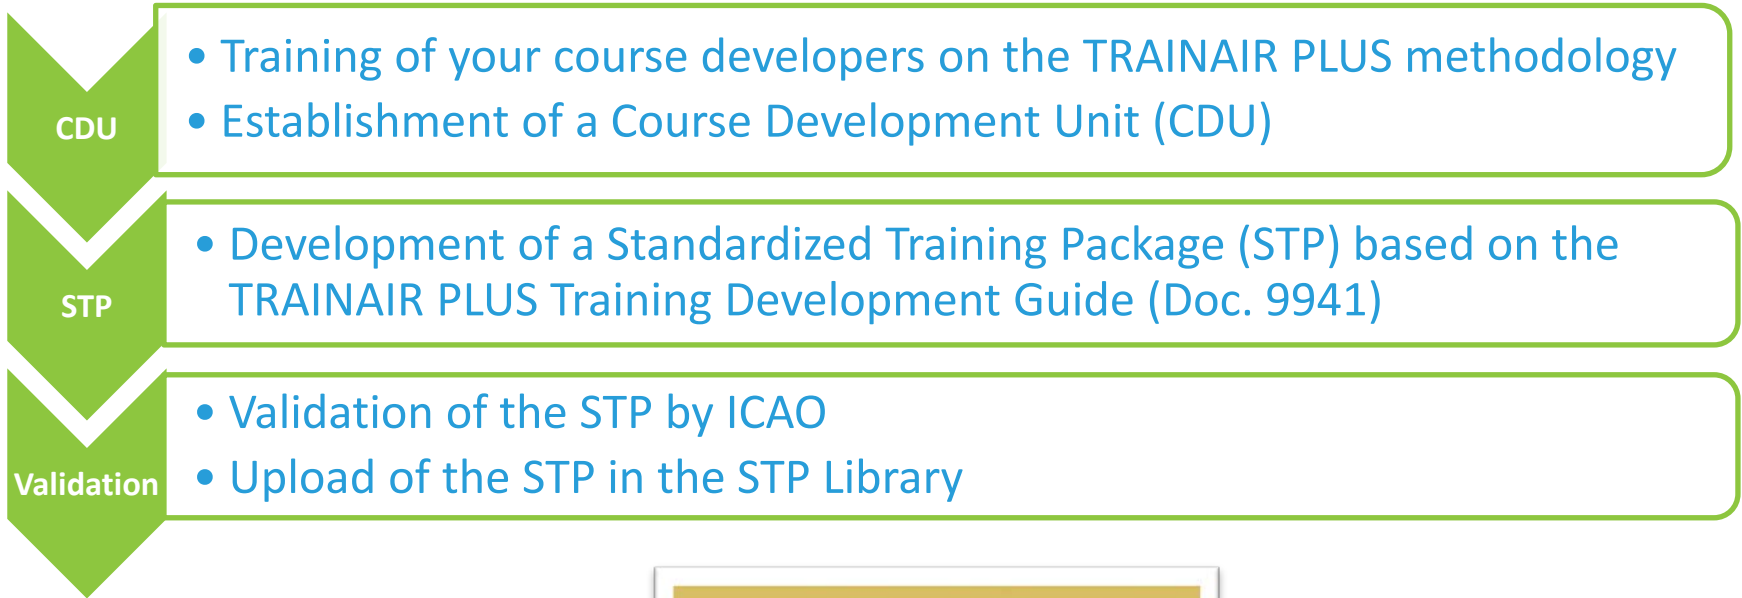 CDU
• Training of your course developers on the TRAINAIR PLUS methodology
• Establishment of a Course Development Unit (CDU)
STP
• Development of a Standardized Training Package (STP) based on the
TRAINAIR PLUS Training Development Guide (Doc. 9941)
Validation
• Validation of the STP by ICAO
• Upload of the STP in the STP Library